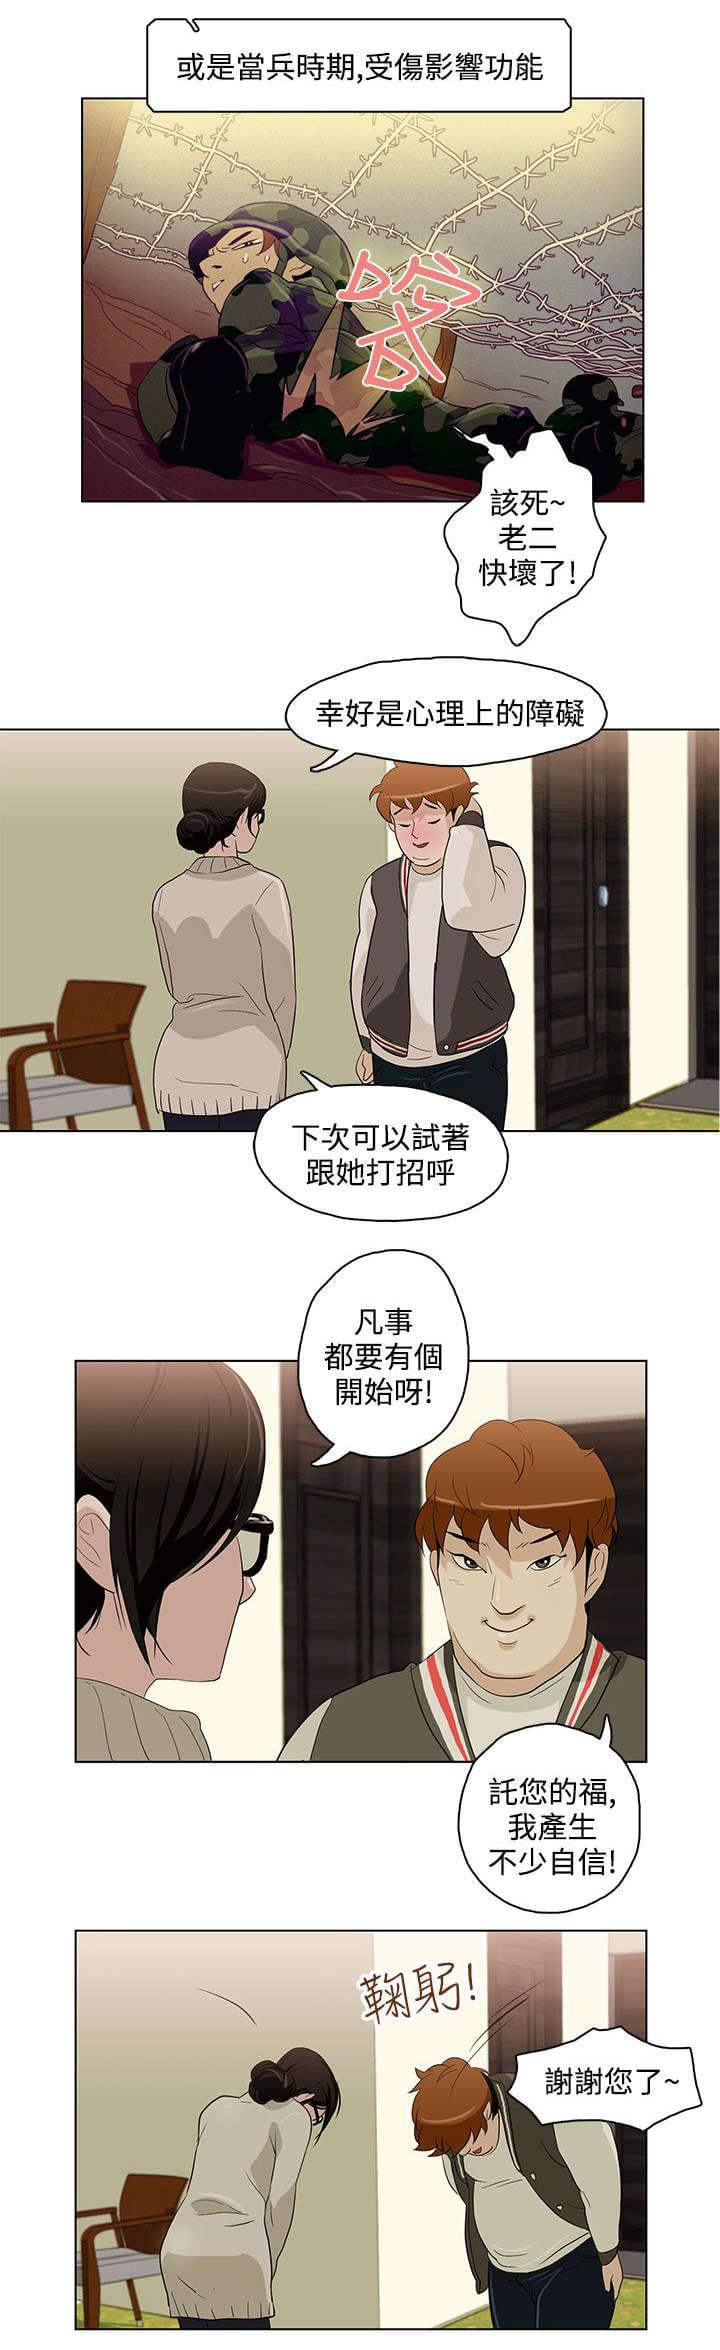 或是當兵時期,受傷影響功能
喀
該死~
老二
快壞了!
幸好是心理上的障礙
下次可以試著
跟她打招呼
凡事
都要有個
開始呀!
託您的福,
我產生
不少自信!
鞠躬!
謝謝您了~